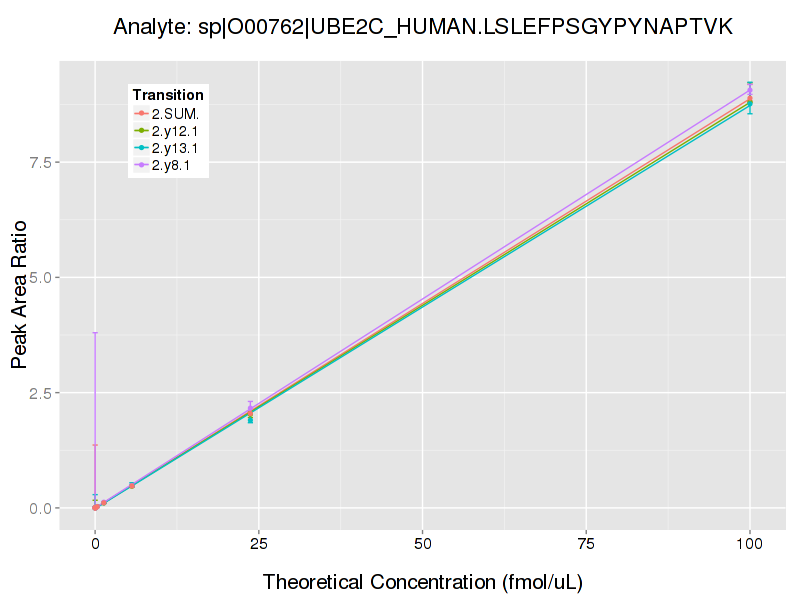 Analyte: sp|O00762|UBE2C_HUMAN.LSLEFPSGYPYNAPTVK
Transition
2.SUM.
2.y12.1
2.y13.1
2.y8.1
Peak Area Ratio
7.5
5.0
2.5
0.0
0
25
50
75
100
Theoretical Concentration (fmol/uL)